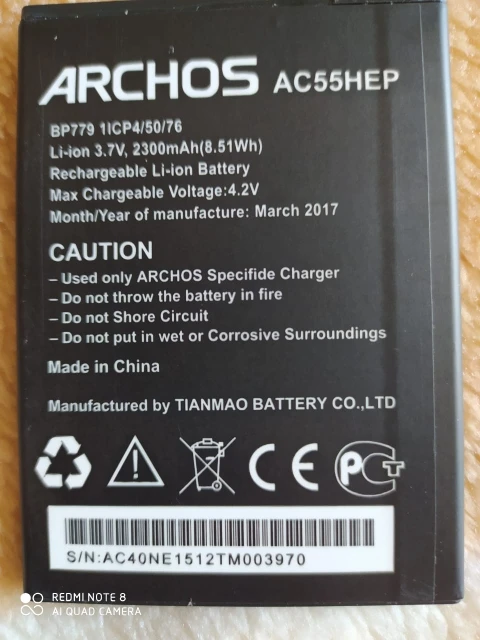 ARCHOS AC55HEP
BP779 1ICP4/50/76
Li-ion 3.7V, 2300mAh(8.51Wh)
Rechargeable Li-ion Battery
Max Chargeable Voltage:4.2V
Month/Year of manufacture: March 2017
CAUTION
– Used only ARCHOS Specifide Charger
– Do not throw the battery in fire
– Do not Shore Circuit
– Do not put in wet or Corrosive Surroundings
Made in China
Manufactured by TIANMAO BATTERY CO.,LTD
CE PCT
S/N:AC40NE1512TM003970
REDMI NOTE 8
AI QUAD CAMERA